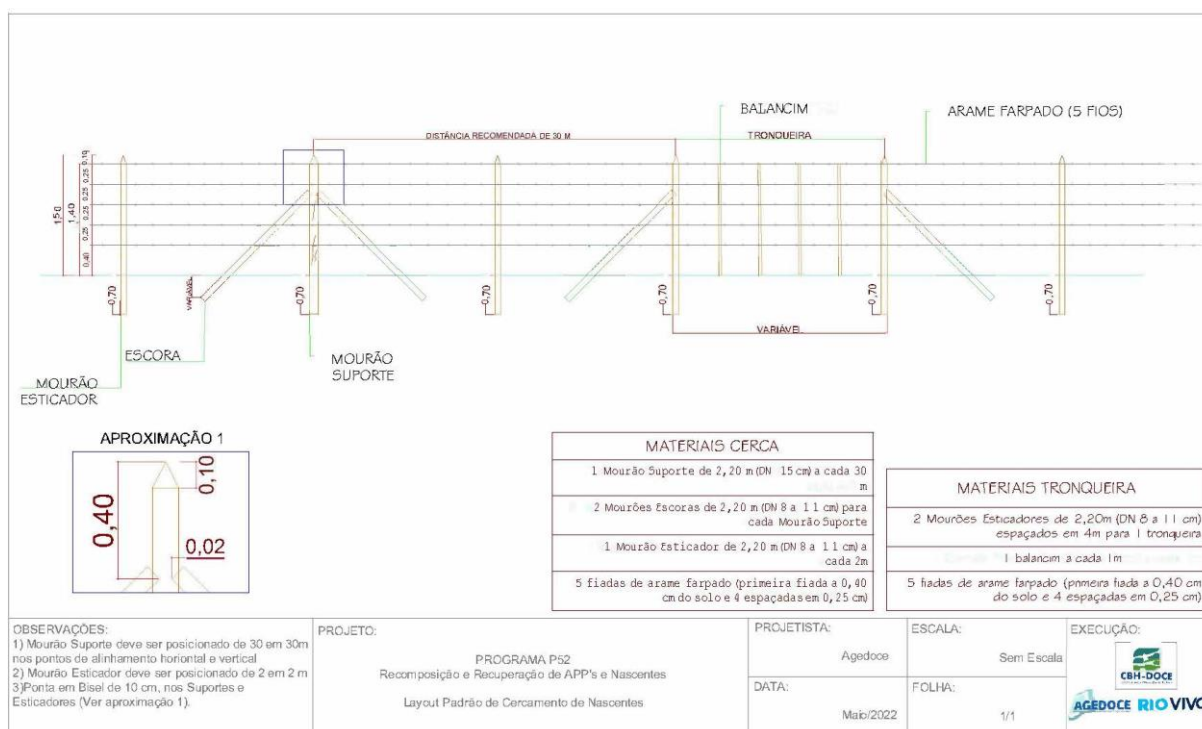 BALANCIM
ARAME FARPADO (5 FIOS)
DISTÂNCIA RECOMENDADA DE 30 M
TRONQUEIRA
0,10
0,25
0,25
0,25
0,25
0,40
1,50
1,40
VARIÁVEL
-0,70
-0,70
-0,70
-0,70
-0,70
-0,70
VARIÁVEL
ESCORA
MOURÃO
SUPORTE
MOURÃO
ESTICADOR
APROXIMAÇÃO 1
0,40
0,10
0,02
MATERIAIS CERCA
1 Mourão Suporte de 2,20 m (DN 15 cm) a cada 30
m
2 Mourões Escoras de 2,20 m (DN 8 a 11 cm) para
cada Mourão Suporte
1 Mourão Esticador de 2,20 m (DN 8 a 11 cm) a
cada 2m
5 fiadas de arame farpado (primeira fiada a 0,40
cm do solo e 4 espaçadas em 0,25 cm)
MATERIAIS TRONQUEIRA
2 Mourões Esticadores de 2,20m (DN 8 a 11 cm)
espaçados em 4m para 1 tronqueira
1 balancim a cada 1m
5 fiadas de arame farpado (primeira fiada a 0,40 cm
do solo e 4 espaçadas em 0,25 cm)
OBSERVAÇÕES:
1) Mourão Suporte deve ser posicionado de 30 em 30m
nos pontos de alinhamento horiontal e vertical
2) Mourão Esticador deve ser posicionado de 2 em 2 m
3)Ponta em Bisel de 10 cm, nos Suportes e
Esticadores (Ver aproximação 1).
PROJETO:
PROGRAMA P52
Recomposição e Recuperação de APP's e Nascentes
Layout Padrão de Cercamento de Nascentes
PROJETISTA:
Agedoce
ESCALA:
Sem Escala
EXECUÇÃO:
CBH-DOCE
DATA:
Maio/2022
FOLHA:
1/1
AGEDOCE RIO VIVO